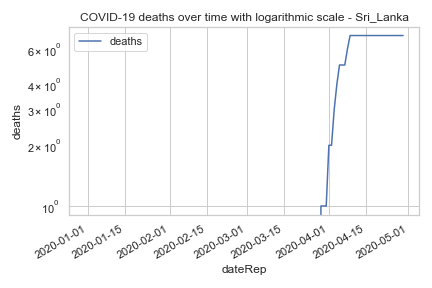 COVID-19 deaths over time with logarithmic scale - Sri_Lanka
deaths
6 × 10⁰
4 × 10⁰
3 × 10⁰
2 × 10⁰
10⁰
deaths
2020-01-01
2020-01-15
2020-02-01
2020-02-15
2020-03-01
2020-03-15
2020-04-01
2020-04-15
2020-05-01
dateRep